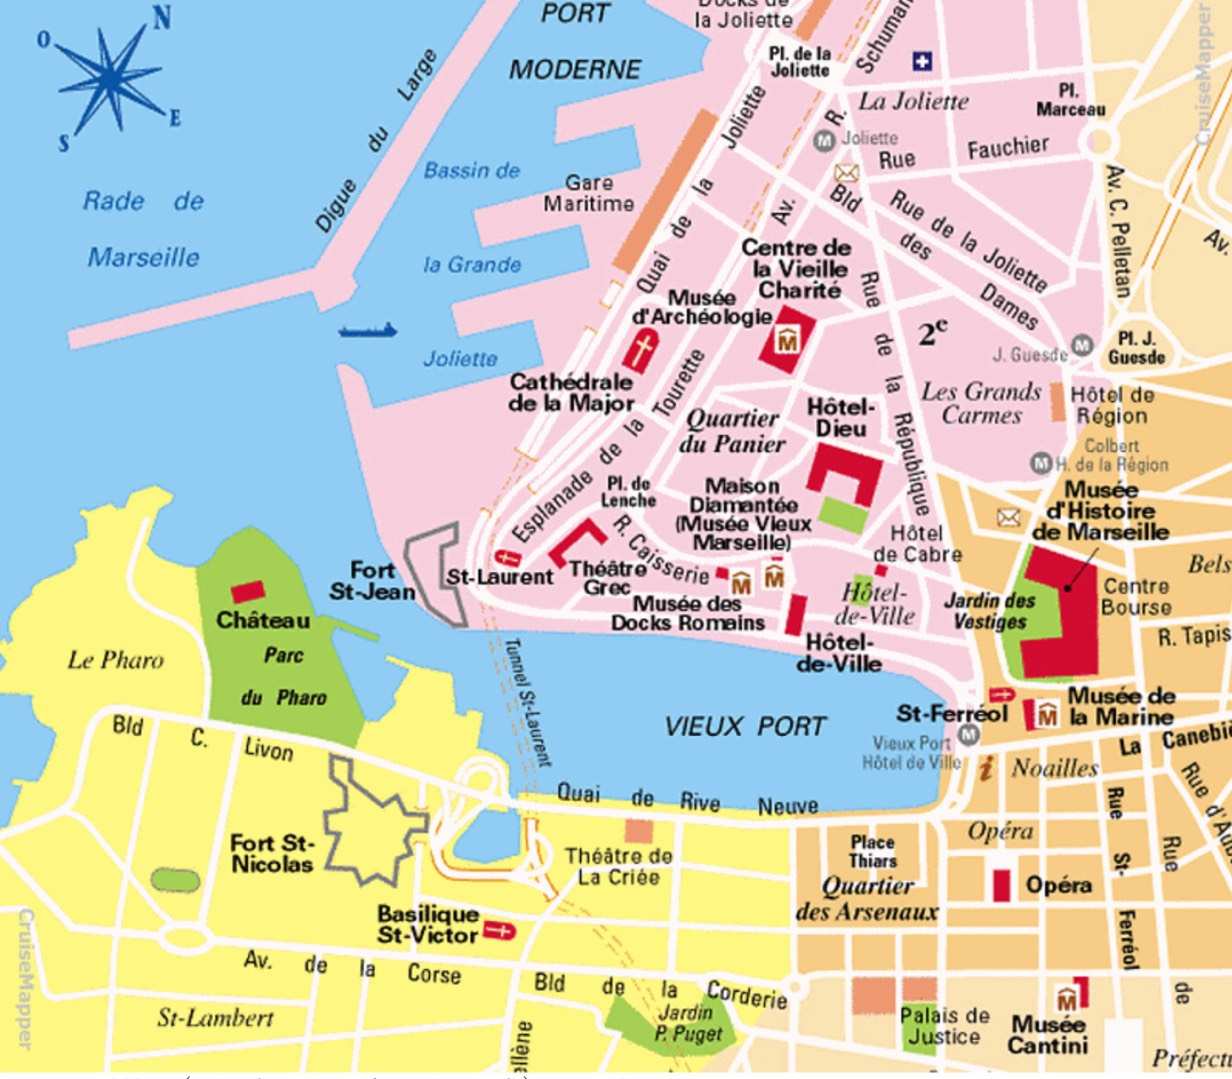 Docks de
la Joliette
PORT
MODERNE
N
O
E
S
Digue du Large
Pl. de la
Joliette
Schuman
La Joliette
Pl.
Marceau
CruiseMapper
R.
M Joliette
Rue Fauchier
Bassin de
Gare
Maritime
Quai de la Joliette
Av.
Bld des Dames
Rue de la Joliette
Av. C. Pelletan
Av.
Rade de
Marseille
la Grande
Joliette
Centre de
la Vieille
Charité
Musée
d'Archéologie
M
Rue de la République
2e
J. Guesde M
Pl. J.
Guesde
Cathédrale
de la Major
Esplanade de la Tourette
Quartier
du Panier
Hôtel-
Dieu
Les Grands
Carmes
Hôtel de
Région
Colbert
M H. de la Région
Pl. de
Lenche
Maison
Diamantée
(Musée Vieux
Marseille)
Musée
d'Histoire
de Marseille
R. Caisserie
Hôtel
de Cabre
Fort
St-Jean
St-Laurent
Théâtre
Grec
M
M
Musée des
Docks Romains
Hôtel-
de-Ville
Hôtel-
de-Ville
Jardin des
Vestiges
Centre
Bourse
Bels
R. Tapis
Château
Parc
du Pharo
Le Pharo
Tunnel St-Laurent
VIEUX PORT
St-Ferréol
M
Musée de
la Marine
Vieux Port
Hôtel de Ville
M
La Canebiè
i
Noailles
Bld C. Livon
Quai de Rive Neuve
Fort St-
Nicolas
Théâtre de
La Criée
Place
Thiars
Opéra
Quartier
des Arsenaux
Opéra
Rue St-Ferréol
Rue d'Aub
Rue de
Basilique
St-Victor
Av. de la Corse
Bld de la Corderie
St-Lambert
Jardin
P. Puget
Palais de
Justice
M
Musée
Cantini
Préfectu
CruiseMapper